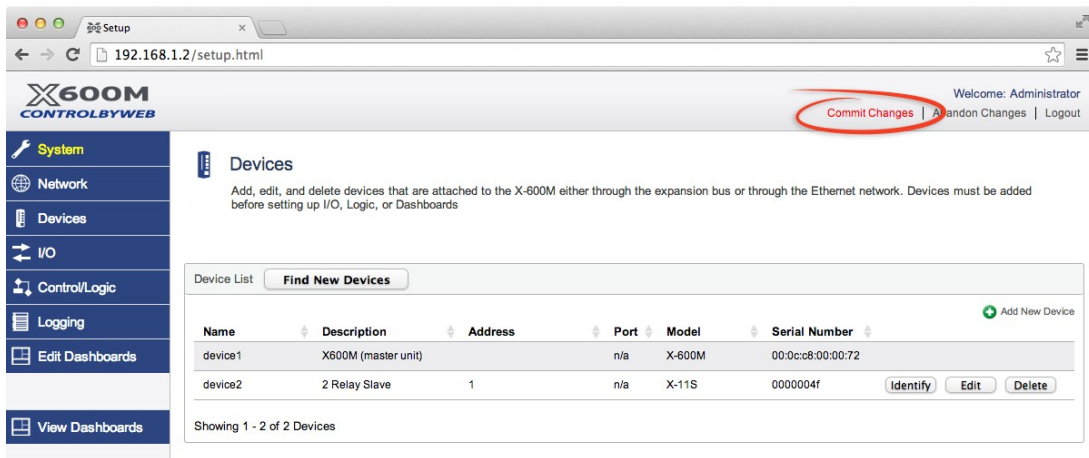 Setup
192.168.1.2/setup.html
X600M
CONTROLBYWEB
Welcome: Administrator
Commit Changes | Abandon Changes | Logout
System
Network
Devices
I/O
Control/Logic
Logging
Edit Dashboards
View Dashboards
Devices
Add, edit, and delete devices that are attached to the X-600M either through the expansion bus or through the Ethernet network. Devices must be added
before setting up I/O, Logic, or Dashboards
Device List Find New Devices
Add New Device
Name Description Address Port Model Serial Number
device1 X600M (master unit) n/a X-600M 00:0c:c8:00:00:72
device2 2 Relay Slave 1 n/a X-11S 0000004f Identify Edit Delete
Showing 1 - 2 of 2 Devices